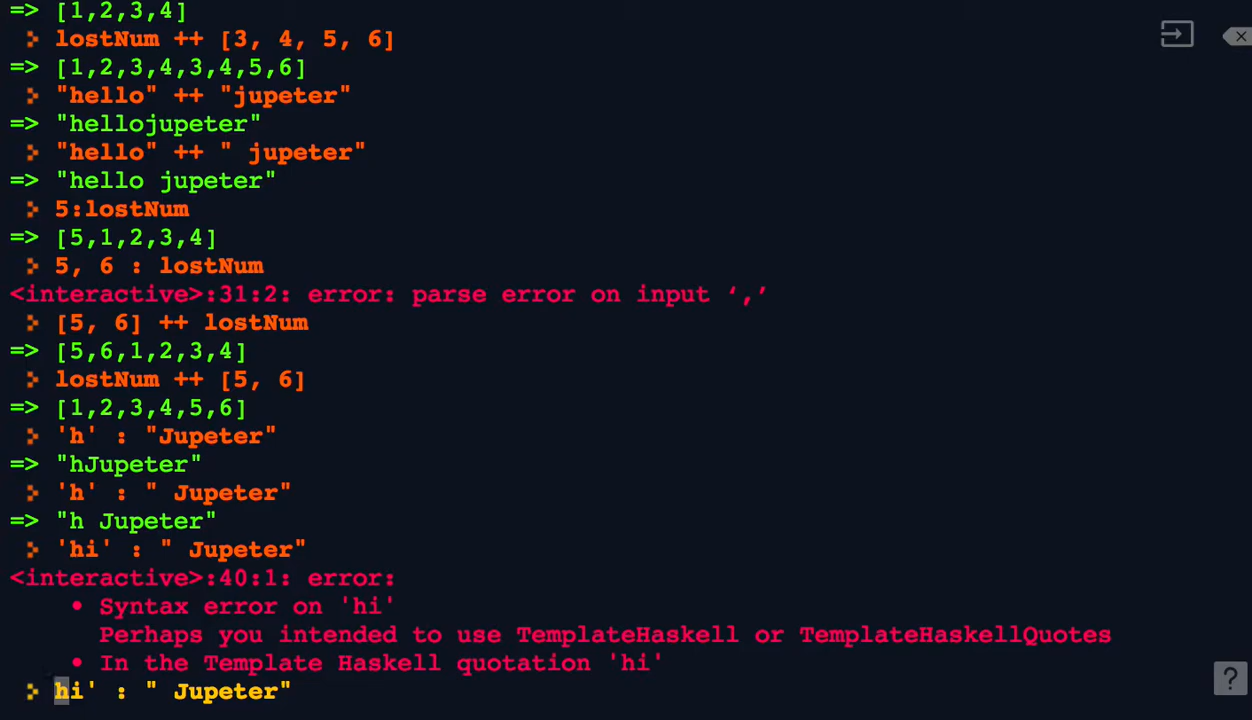 => [1,2,3,4]
lostNum ++ [3, 4, 5, 6]
=> [1,2,3,4,3,4,5,6]
"hello" ++ "jupeter"
=> "hellojupeter"
"hello" ++ " jupeter"
=> "hello jupeter"
5:lostNum
=> [5,1,2,3,4]
5, 6 : lostNum
<interactive>:31:2: error: parse error on input ‘,’
[5, 6] ++ lostNum
=> [5,6,1,2,3,4]
lostNum ++ [5, 6]
=> [1,2,3,4,5,6]
'h' : "Jupeter"
=> "hJupeter"
'h' : " Jupeter"
=> "h Jupeter"
'hi' : " Jupeter"
<interactive>:40:1: error:
• Syntax error on 'hi'
Perhaps you intended to use TemplateHaskell or TemplateHaskellQuotes
• In the Template Haskell quotation 'hi'
hi' : " Jupeter"
?